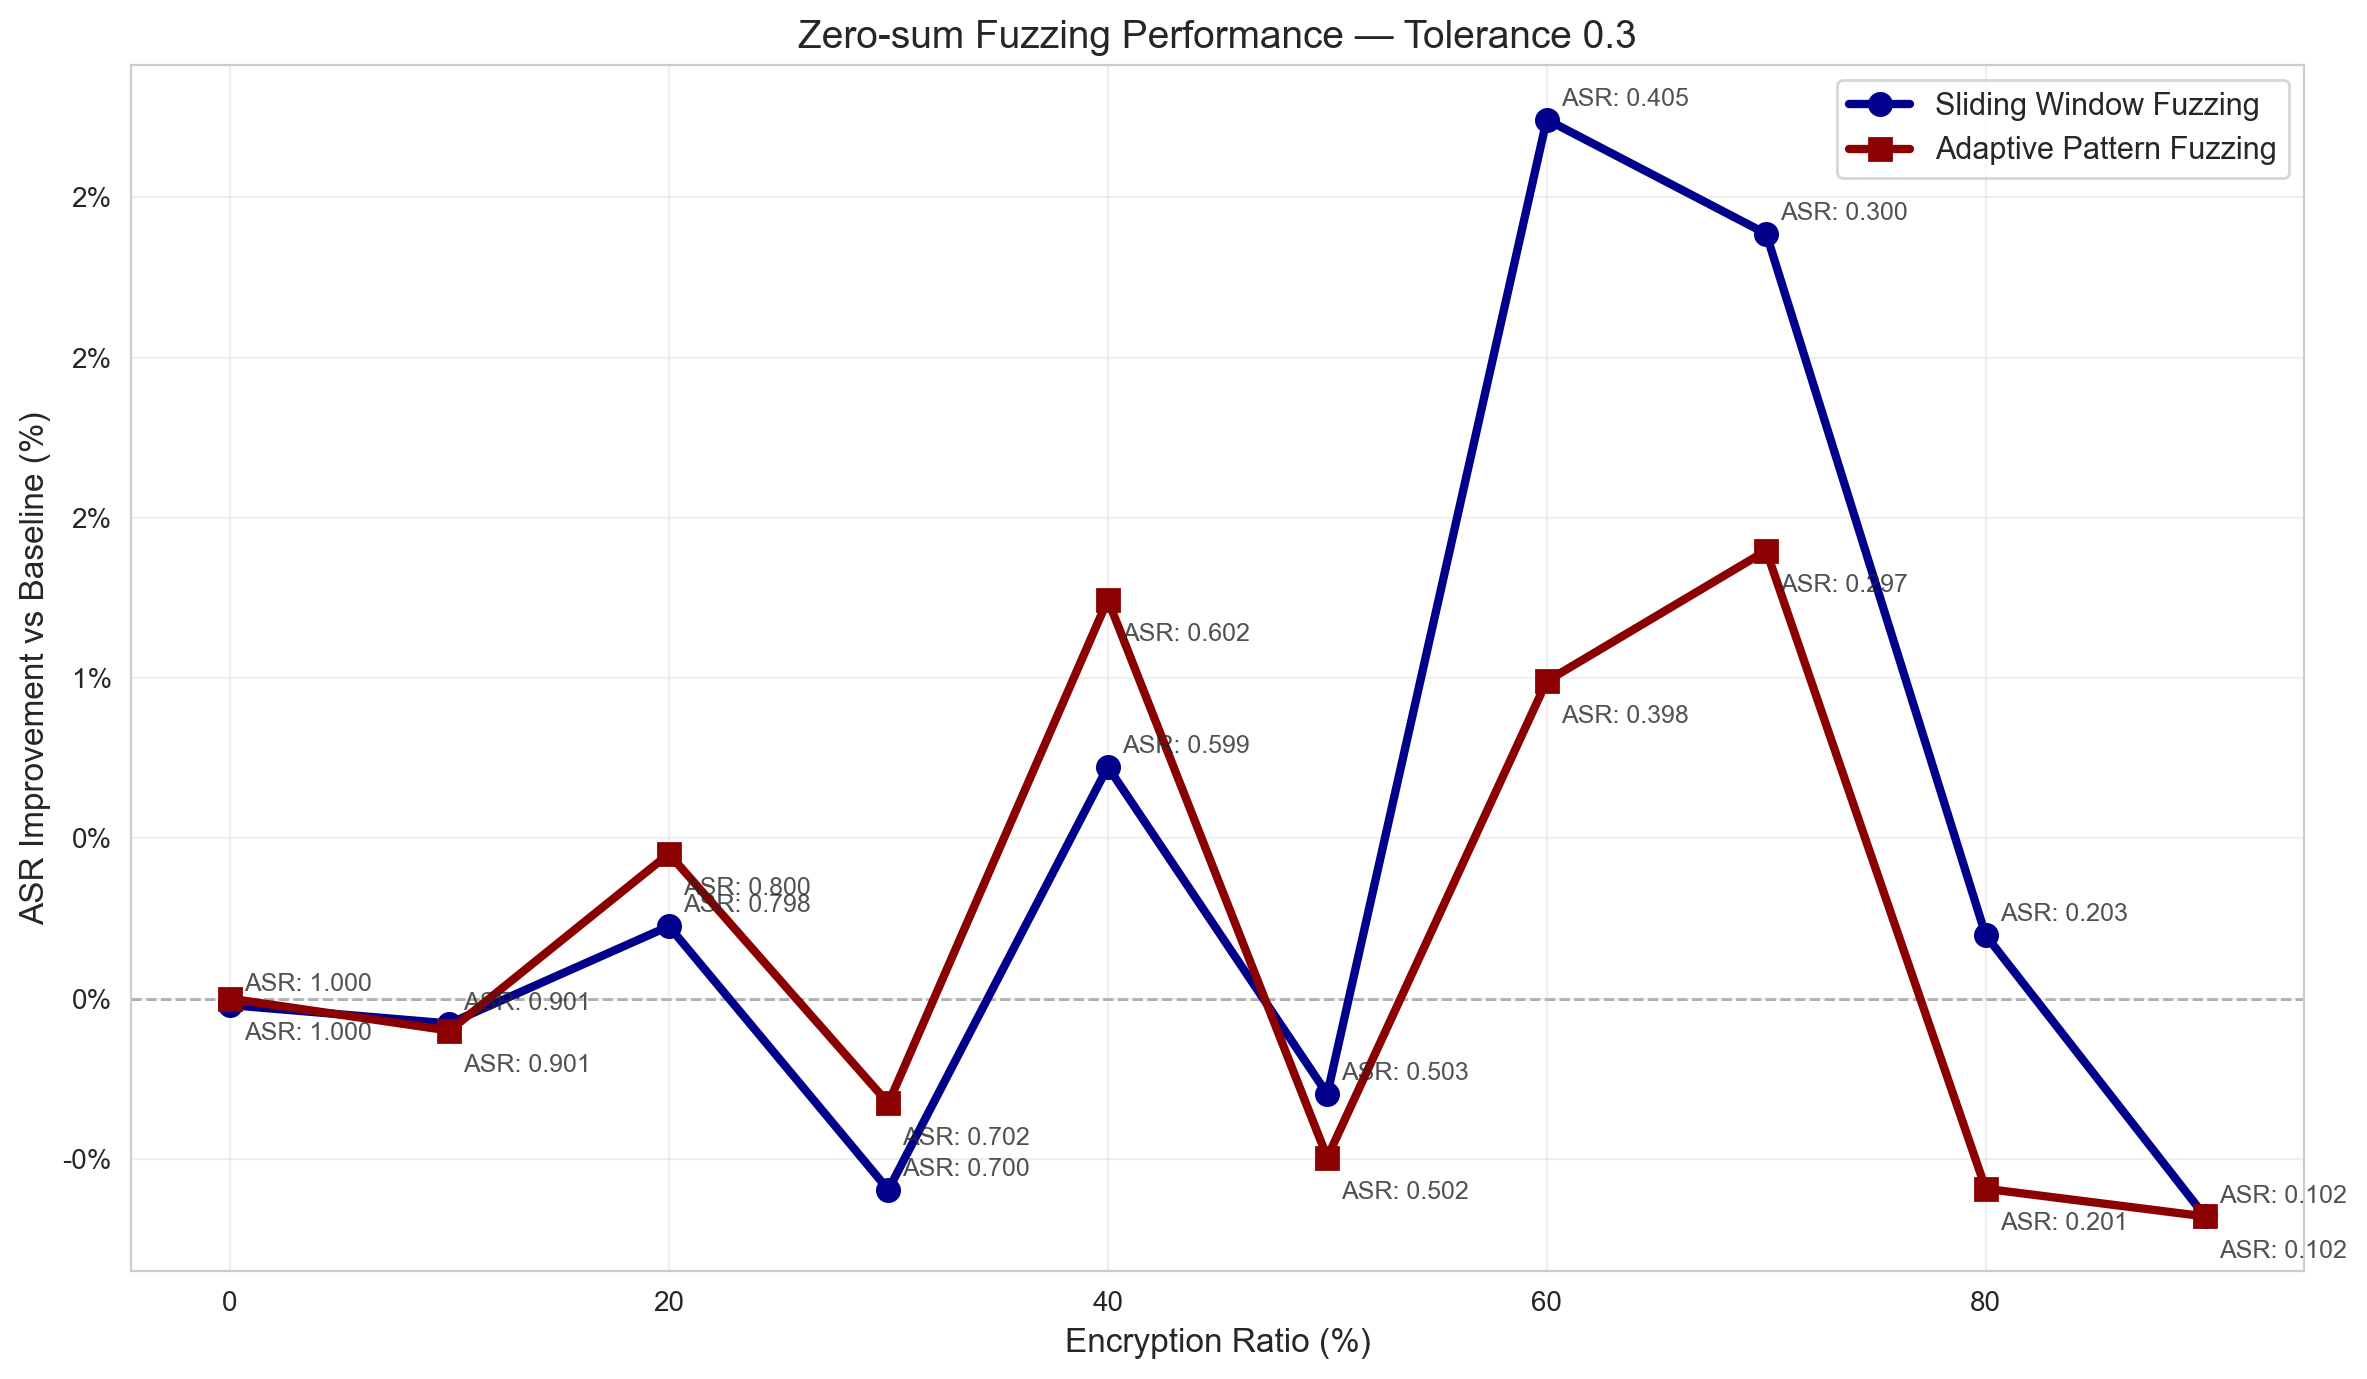 Zero-sum Fuzzing Performance — Tolerance 0.3
Sliding Window Fuzzing
Adaptive Pattern Fuzzing
ASR Improvement vs Baseline (%)
2%
2%
2%
1%
0%
0%
-0%
ASR: 1.000
ASR: 1.000
ASR: 0.901
ASR: 0.901
ASR: 0.800
ASR: 0.798
ASR: 0.702
ASR: 0.700
ASR: 0.602
ASR: 0.599
ASR: 0.503
ASR: 0.502
ASR: 0.405
ASR: 0.398
ASR: 0.300
ASR: 0.297
ASR: 0.203
ASR: 0.201
ASR: 0.102
ASR: 0.102
0 20 40 60 80
Encryption Ratio (%)